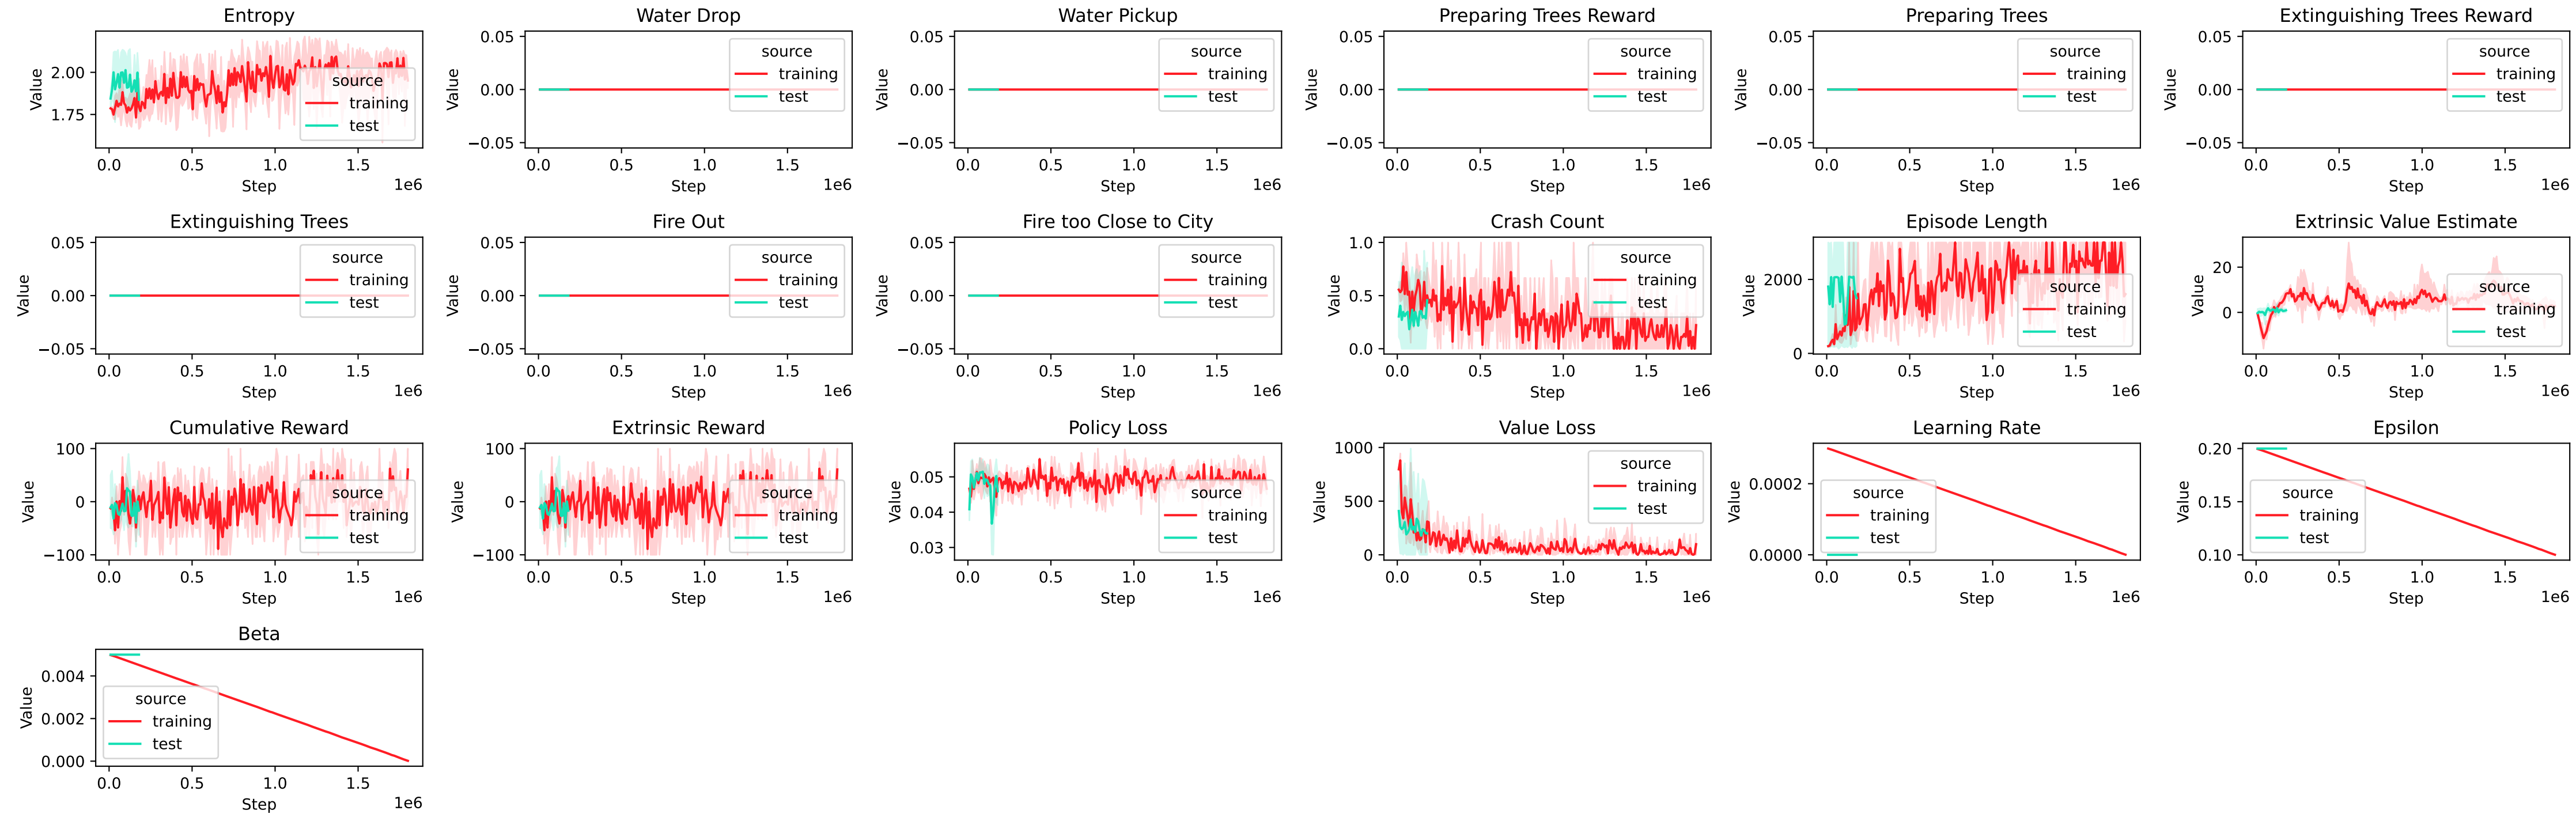 Entropy
Value
2.00
1.75
source
training
test
0.0 0.5 1.0 1.5
Step
1e6
Water Drop
Value
0.05
0.00
−0.05
source
training
test
0.0 0.5 1.0 1.5
Step
1e6
Water Pickup
Value
0.05
0.00
−0.05
source
training
test
0.0 0.5 1.0 1.5
Step
1e6
Preparing Trees Reward
Value
0.05
0.00
−0.05
source
training
test
0.0 0.5 1.0 1.5
Step
1e6
Preparing Trees
Value
0.05
0.00
−0.05
source
training
test
0.0 0.5 1.0 1.5
Step
1e6
Extinguishing Trees Reward
Value
0.05
0.00
−0.05
source
training
test
0.0 0.5 1.0 1.5
Step
1e6
Extinguishing Trees
Value
0.05
0.00
−0.05
source
training
test
0.0 0.5 1.0 1.5
Step
1e6
Fire Out
Value
0.05
0.00
−0.05
source
training
test
0.0 0.5 1.0 1.5
Step
1e6
Fire too Close to City
Value
0.05
0.00
−0.05
source
training
test
0.0 0.5 1.0 1.5
Step
1e6
Crash Count
Value
1.0
0.5
0.0
source
training
test
0.0 0.5 1.0 1.5
Step
1e6
Episode Length
Value
2000
0
source
training
test
0.0 0.5 1.0 1.5
Step
1e6
Extrinsic Value Estimate
Value
20
0
source
training
test
0.0 0.5 1.0 1.5
Step
1e6
Cumulative Reward
Value
100
0
−100
source
training
test
0.0 0.5 1.0 1.5
Step
1e6
Extrinsic Reward
Value
100
0
−100
source
training
test
0.0 0.5 1.0 1.5
Step
1e6
Policy Loss
Value
0.05
0.04
0.03
source
training
test
0.0 0.5 1.0 1.5
Step
1e6
Value Loss
Value
1000
500
0
source
training
test
0.0 0.5 1.0 1.5
Step
1e6
Learning Rate
Value
0.0002
0.0000
source
training
test
0.0 0.5 1.0 1.5
Step
1e6
Epsilon
Value
0.20
0.15
0.10
source
training
test
0.0 0.5 1.0 1.5
Step
1e6
Beta
Value
0.004
0.002
0.000
source
training
test
0.0 0.5 1.0 1.5
Step
1e6